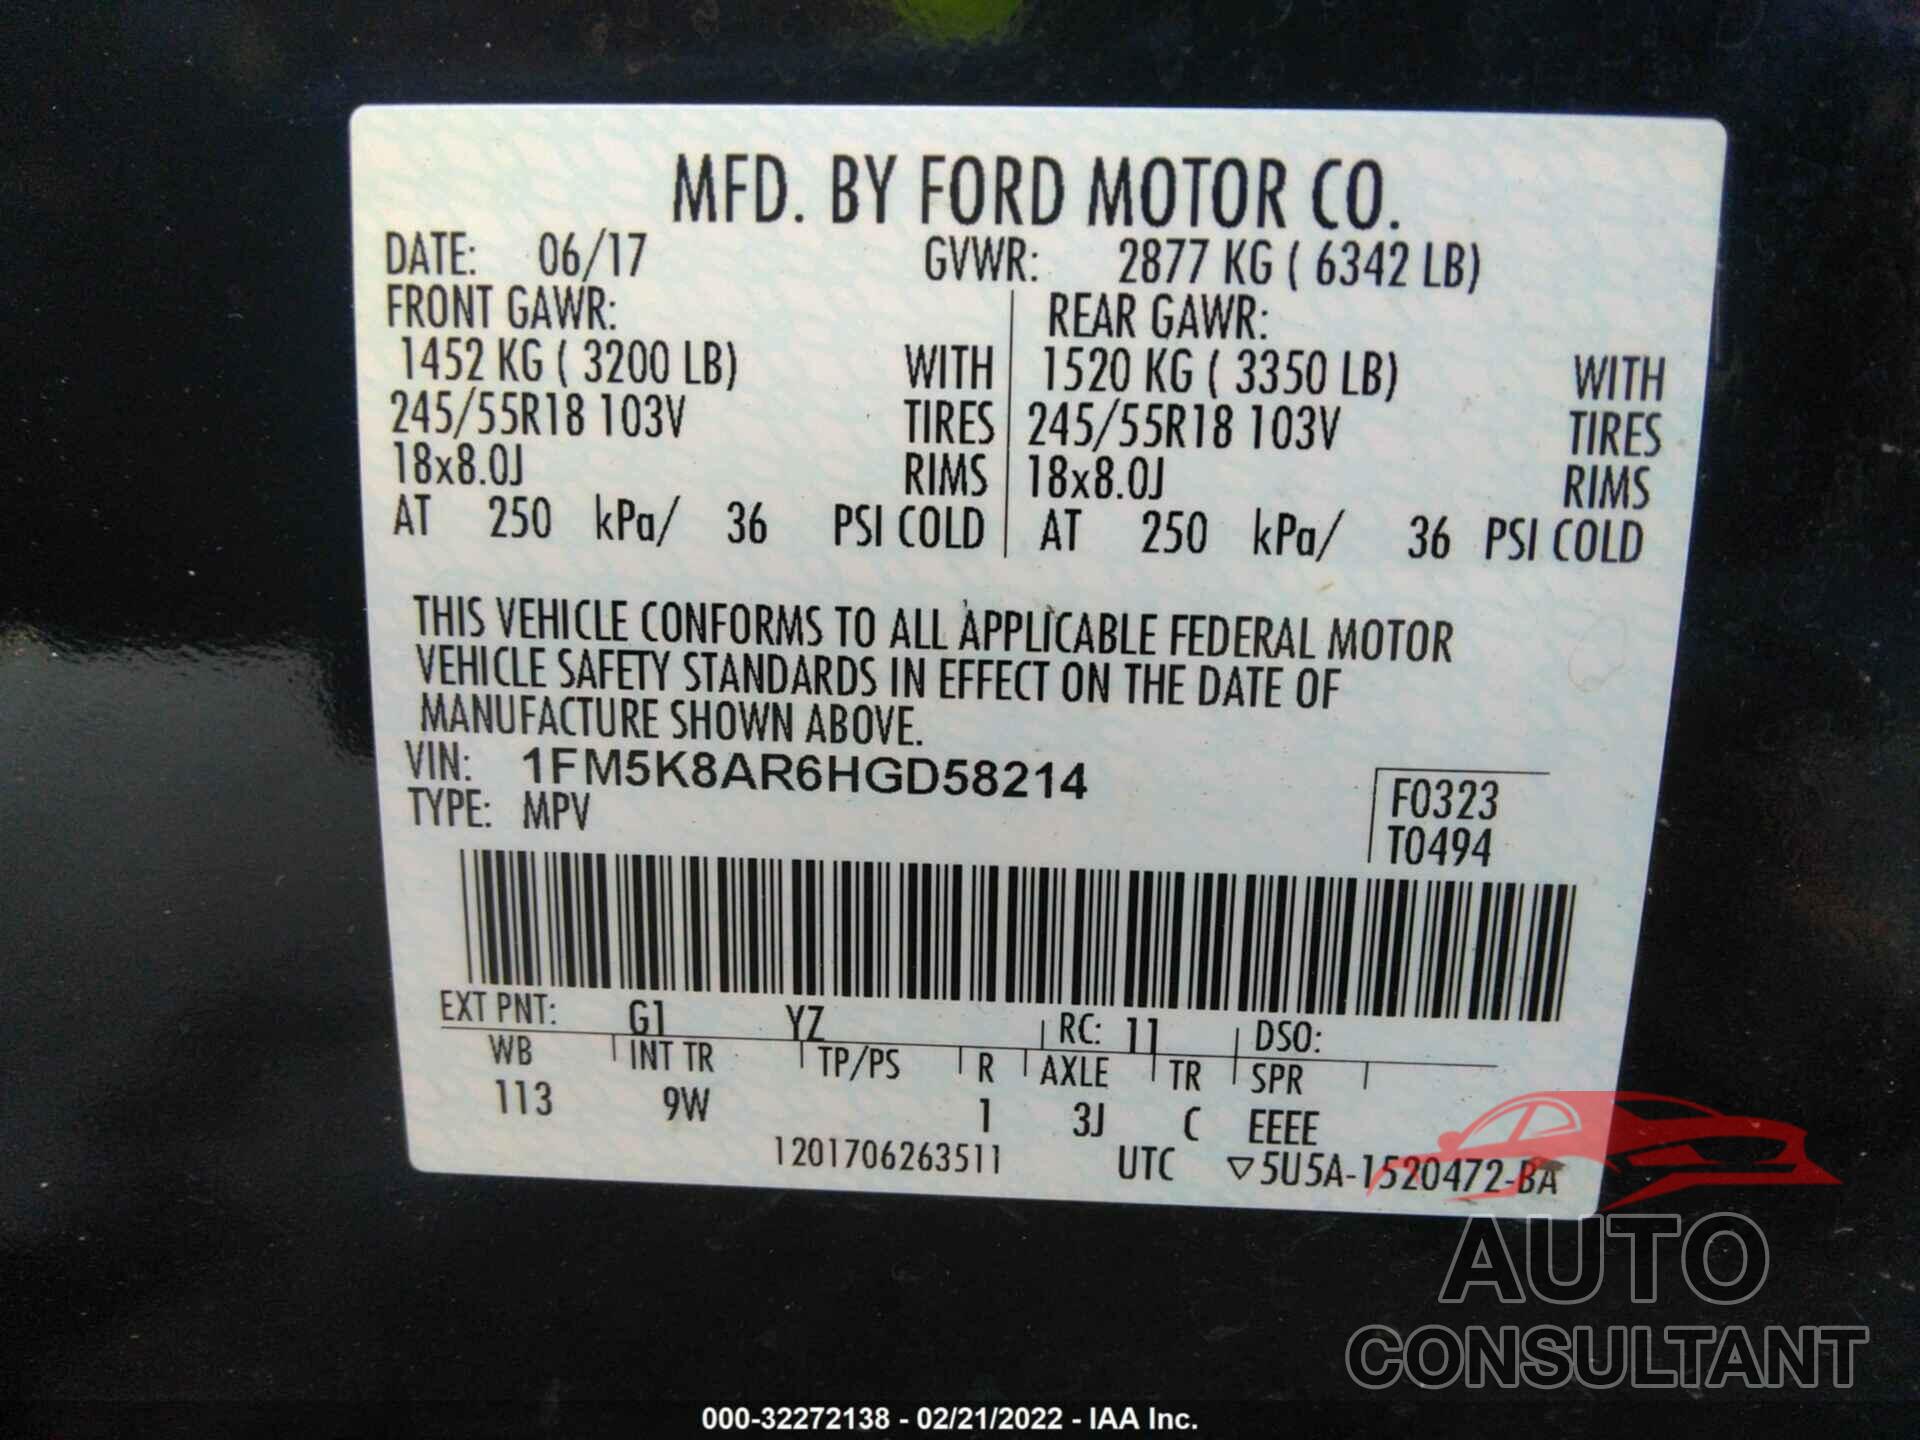 MFD. BY FORD MOTOR CO.
DATE: 06/17 GVWR: 2877 KG ( 6342 LB)
FRONT GAWR: REAR GAWR:
1452 KG ( 3200 LB) WITH 1520 KG ( 3350 LB) WITH
245/55R18 103V TIRES 245/55R18 103V TIRES
18x8.0J RIMS 18x8.0J RIMS
AT 250 kPa/ 36 PSI COLD AT 250 kPa/ 36 PSI COLD
THIS VEHICLE CONFORMS TO ALL APPLICABLE FEDERAL MOTOR
VEHICLE SAFETY STANDARDS IN EFFECT ON THE DATE OF
MANUFACTURE SHOWN ABOVE.
VIN: 1FM5K8AR6HGD58214
TYPE: MPV
F0323
T0494
EXT PNT: G1 YZ RC: 11 DSO:
WB INT TR TP/PS R AXLE TR SPR
113 9W 1 3J C EEEE
1201706263511 UTC ▽5U5A-1520472-BA
AUTO
CONSULTANT
000-32272138 - 02/21/2022 - IAA Inc.